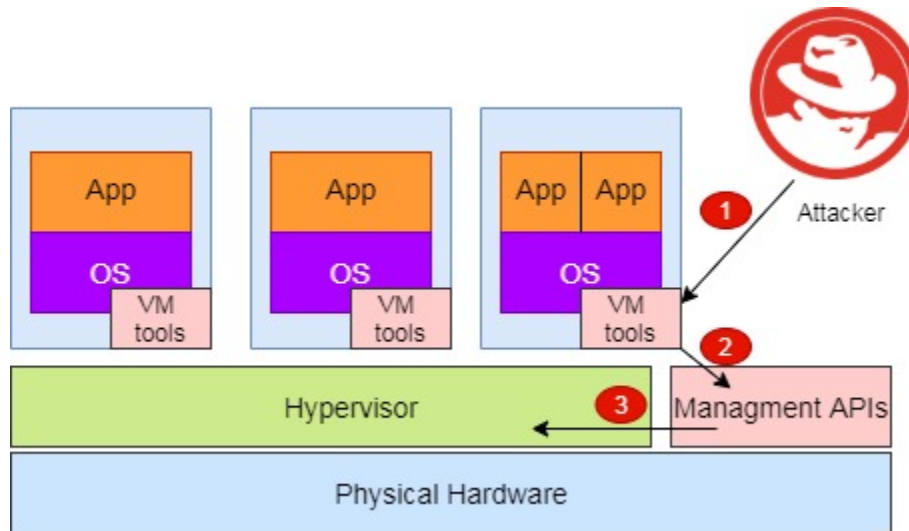 App
App
App
App
1
Attacker
OS
OS
OS
VM
tools
VM
tools
VM
tools
2
Hypervisor
3
Managment APIs
Physical Hardware